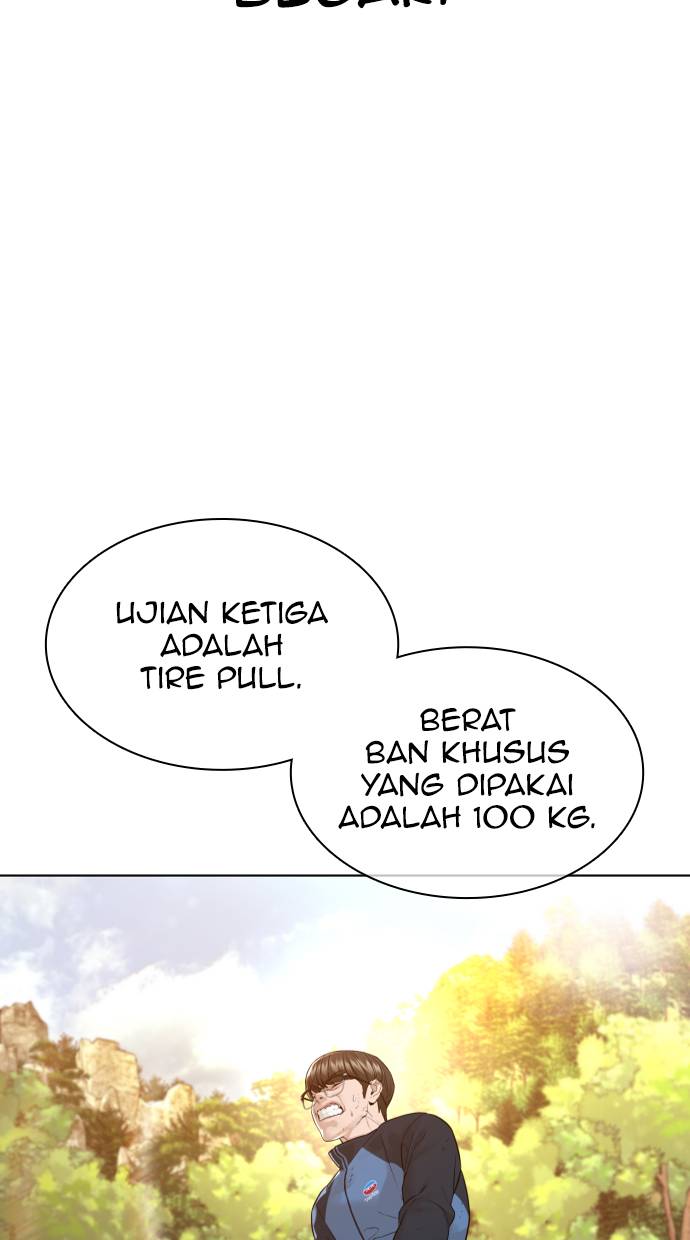 UJIAN KETIGA
ADALAH
TIRE PULL.
BERAT
BAN KHUSUS
YANG DIPAKAI
ADALAH 100 KG.